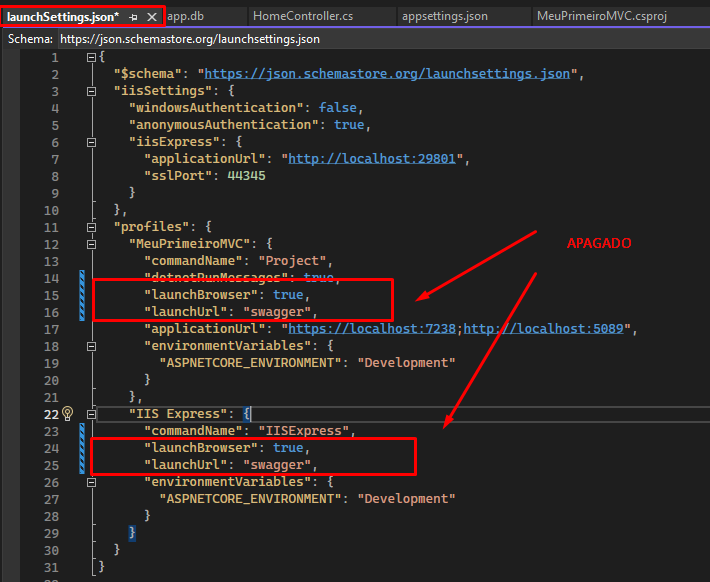 launchSettings.json*
app.db
HomeController.cs
appsettings.json
MeuPrimeiroMVC.csproj
Schema: https://json.schemastore.org/launchsettings.json
1 {
2 "$schema": "https://json.schemastore.org/launchsettings.json",
3 "iisSettings": {
4 "windowsAuthentication": false,
5 "anonymousAuthentication": true,
6 "iisExpress": {
7 "applicationUrl": "http://localhost:29801",
8 "sslPort": 44345
9 }
10 },
11 "profiles": {
12 "MeuPrimeiroMVC": {
13 "commandName": "Project",
14 "dotnetRunMessages": true,
15 "launchBrowser": true,
16 "launchUrl": "swagger",
17 "applicationUrl": "https://localhost:7238;http://localhost:5089",
18 "environmentVariables": {
19 "ASPNETCORE_ENVIRONMENT": "Development"
20 }
21 },
22 "IIS Express": {
23 "commandName": "IISExpress",
24 "launchBrowser": true,
25 "launchUrl": "swagger",
26 "environmentVariables": {
27 "ASPNETCORE_ENVIRONMENT": "Development"
28 }
29 }
30 }
31 }
APAGADO